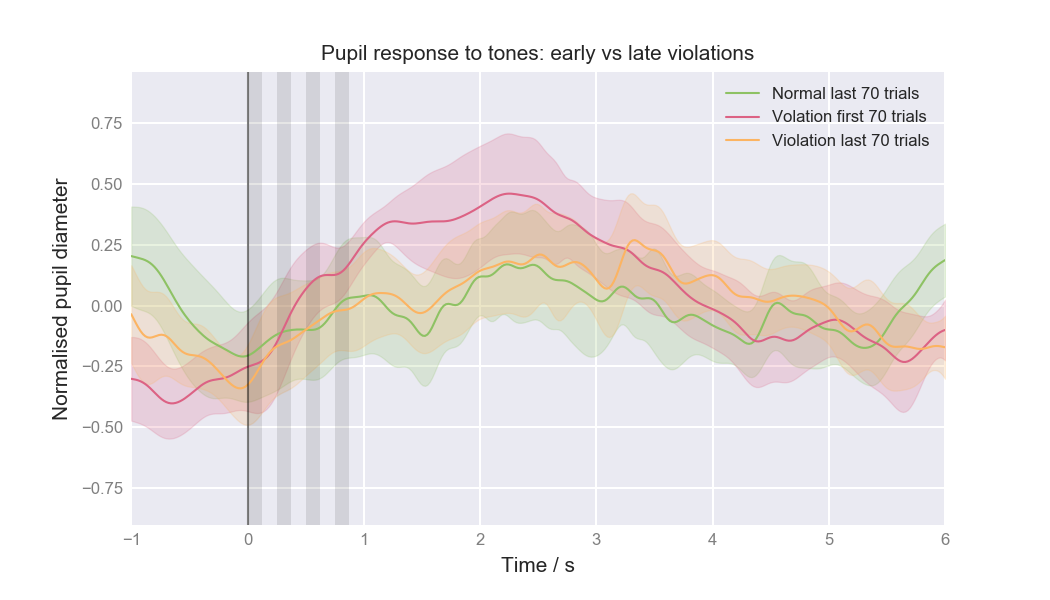 Pupil response to tones: early vs late violations
Normal last 70 trials
Volation first 70 trials
Violation last 70 trials
Normalised pupil diameter
0.75
0.50
0.25
0.00
−0.25
−0.50
−0.75
−1 0 1 2 3 4 5 6
Time / s